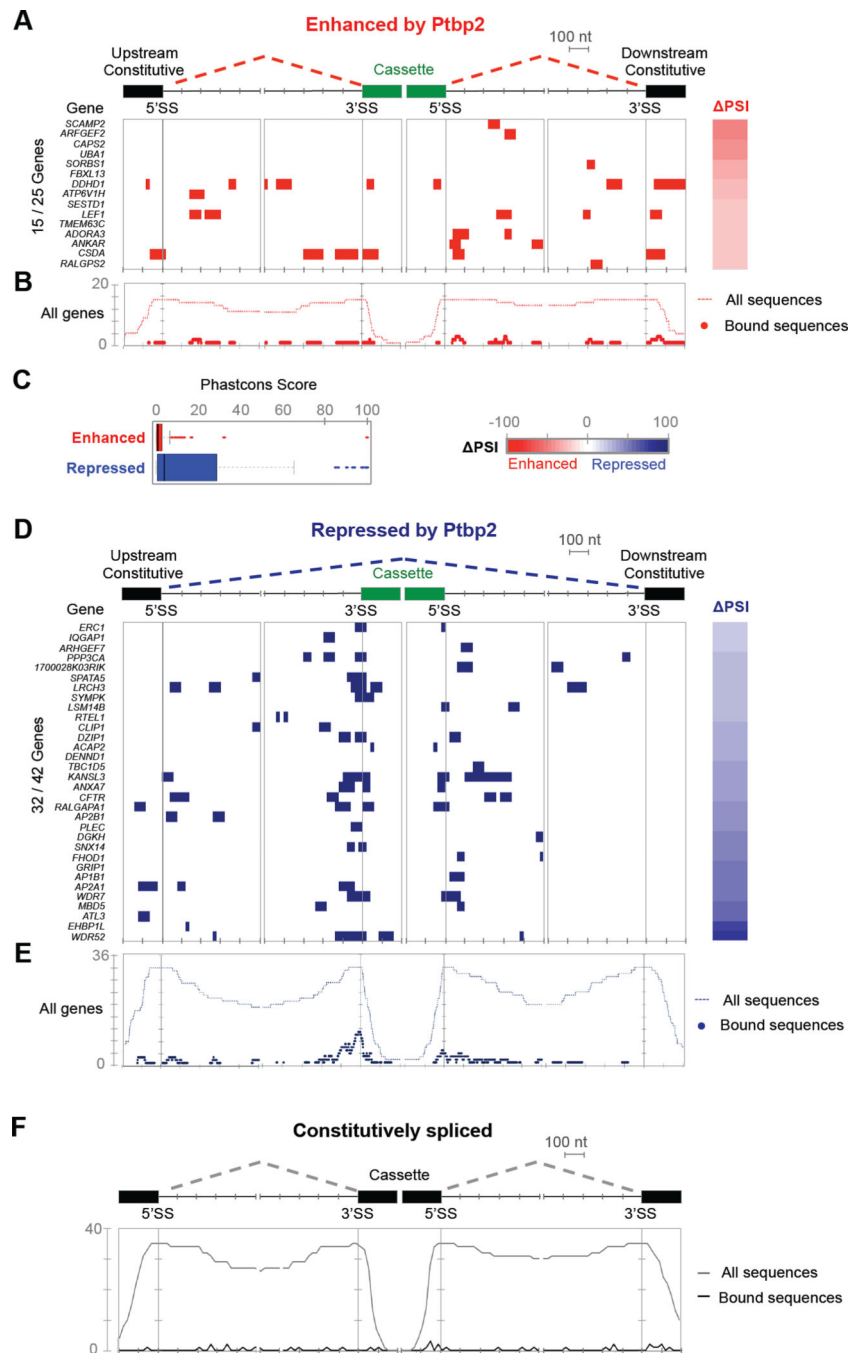 A
Enhanced by Ptbp2
100 nt
Upstream
Constitutive
Cassette
Downstream
Constitutive
5'SS
3'SS
5'SS
3'SS
ΔPSI
Gene
15 / 25 Genes
SCAMP2
ARFGEF2
CAPS2
UBA1
SORBS1
FBXL13
DDHD1
ATP6V1H
SESTD1
LEF1
TMEM63C
ADORA3
ANKAR
CSDA
RALGPS2
B
20
All genes
0
All sequences
Bound sequences
C
Phastcons Score
0 20 40 60 80 100
Enhanced
Repressed
-100 0 100
ΔPSI
Enhanced Repressed
D
Repressed by Ptbp2
100 nt
Upstream
Constitutive
Cassette
Downstream
Constitutive
Gene
5'SS
3'SS
5'SS
3'SS
ΔPSI
32 / 42 Genes
ERC1
IQGAP1
ARHGEF7
PPP3CA
1700028K03RIK
SPATA5
LRCH3
SYMPK
LSM14B
RTEL1
CLIP1
DZIP1
ACAP2
DENND1
TBC1D5
KANSL3
ANXA7
CFTR
RALGAPA1
AP2B1
PLEC
DGKH
SNX14
FHOD1
GRIP1
AP1B1
AP2A1
WDR7
MBD5
ATL3
EHBP1L
WDR52
E
36
All genes
0
All sequences
Bound sequences
F
Constitutively spliced
100 nt
Cassette
5'SS
3'SS
5'SS
3'SS
40
0
All sequences
Bound sequences